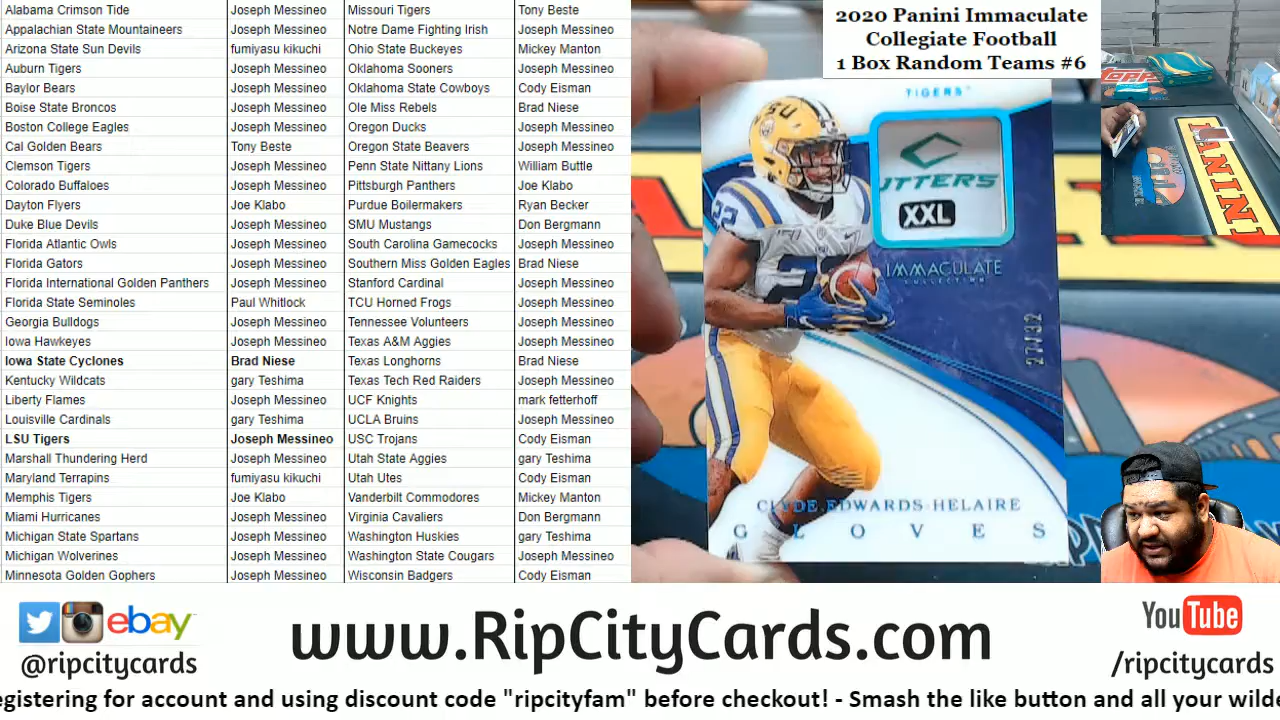 Alabama Crimson Tide Joseph Messineo Missouri Tigers Tony Beste
Appalachian State Mountaineers Joseph Messineo Notre Dame Fighting Irish Joseph Messineo
Arizona State Sun Devils fumiyasu kikuchi Ohio State Buckeyes Mickey Manton
Auburn Tigers Joseph Messineo Oklahoma Sooners Joseph Messineo
Baylor Bears Joseph Messineo Oklahoma State Cowboys Cody Eisman
Boise State Broncos Joseph Messineo Ole Miss Rebels Brad Niese
Boston College Eagles Joseph Messineo Oregon Ducks Joseph Messineo
Cal Golden Bears Tony Beste Oregon State Beavers Joseph Messineo
Clemson Tigers Joseph Messineo Penn State Nittany Lions William Buttle
Colorado Buffaloes Joseph Messineo Pittsburgh Panthers Joe Klabo
Dayton Flyers Joe Klabo Purdue Boilermakers Ryan Becker
Duke Blue Devils Joseph Messineo SMU Mustangs Don Bergmann
Florida Atlantic Owls Joseph Messineo South Carolina Gamecocks Joseph Messineo
Florida Gators Joseph Messineo Southern Miss Golden Eagles Brad Niese
Florida International Golden Panthers Joseph Messineo Stanford Cardinal Joseph Messineo
Florida State Seminoles Paul Whitlock TCU Horned Frogs Joseph Messineo
Georgia Bulldogs Joseph Messineo Tennessee Volunteers Joseph Messineo
Iowa Hawkeyes Joseph Messineo Texas A&M Aggies Joseph Messineo
Iowa State Cyclones Brad Niese Texas Longhorns Brad Niese
Kentucky Wildcats gary Teshima Texas Tech Red Raiders Joseph Messineo
Liberty Flames Joseph Messineo UCF Knights mark fetterhoff
Louisville Cardinals gary Teshima UCLA Bruins Joseph Messineo
LSU Tigers Joseph Messineo USC Trojans Cody Eisman
Marshall Thundering Herd Joseph Messineo Utah State Aggies gary Teshima
Maryland Terrapins fumiyasu kikuchi Utah Utes Cody Eisman
Memphis Tigers Joe Klabo Vanderbilt Commodores Mickey Manton
Miami Hurricanes Joseph Messineo Virginia Cavaliers Don Bergmann
Michigan State Spartans Joseph Messineo Washington Huskies gary Teshima
Michigan Wolverines Joseph Messineo Washington State Cougars Joseph Messineo
Minnesota Golden Gophers Joseph Messineo Wisconsin Badgers Cody Eisman
2020 Panini Immaculate
Collegiate Football
1 Box Random Teams #6
TIGERS
LSU
UTTERS
XXL
22
IMMACULATE
COLLECTION
27/32
CLYDE EDWARDS-HELAIRE
GLOVES
TOPPS
PANINI
ebay
@ripcitycards
www.RipCityCards.com
YouTube
/ripcitycards
egistering for account and using discount code "ripcityfam" before checkout! - Smash the like button and all your wilde